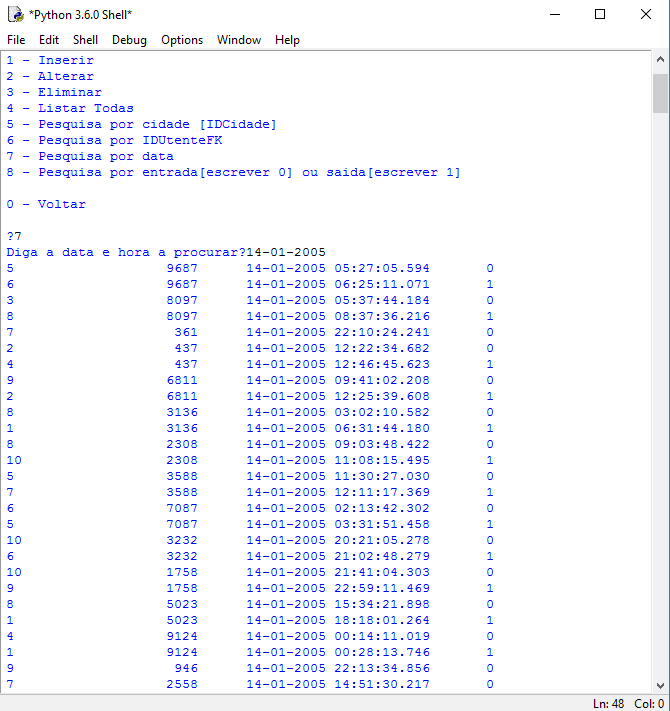 *Python 3.6.0 Shell*
File Edit Shell Debug Options Window Help
1 - Inserir
2 - Alterar
3 - Eliminar
4 - Listar Todas
5 - Pesquisa por cidade [IDCidade]
6 - Pesquisa por IDUtenteFK
7 - Pesquisa por data
8 - Pesquisa por entrada[escrever 0] ou saida[escrever 1]
0 - Voltar
?7
Diga a data e hora a procurar?14-01-2005
5 9687 14-01-2005 05:27:05.594 0
6 9687 14-01-2005 06:25:11.071 1
3 8097 14-01-2005 05:37:44.184 0
8 8097 14-01-2005 08:37:36.216 1
7 361 14-01-2005 22:10:24.241 0
2 437 14-01-2005 12:22:34.682 0
4 437 14-01-2005 12:46:45.623 1
9 6811 14-01-2005 09:41:02.208 0
2 6811 14-01-2005 12:25:39.608 1
8 3136 14-01-2005 03:02:10.582 0
1 3136 14-01-2005 06:31:44.180 1
8 2308 14-01-2005 09:03:48.422 0
10 2308 14-01-2005 11:08:15.495 1
5 3588 14-01-2005 11:30:27.030 0
7 3588 14-01-2005 12:11:17.369 1
6 7087 14-01-2005 02:13:42.302 0
5 7087 14-01-2005 03:31:51.458 1
10 3232 14-01-2005 20:21:05.278 0
6 3232 14-01-2005 21:02:48.279 1
10 1758 14-01-2005 21:41:04.303 0
9 1758 14-01-2005 22:59:11.469 1
8 5023 14-01-2005 15:34:21.898 0
1 5023 14-01-2005 18:18:01.264 1
4 9124 14-01-2005 00:14:11.019 0
1 9124 14-01-2005 00:28:13.746 1
9 946 14-01-2005 22:13:34.856 0
7 2558 14-01-2005 14:51:30.217 0
Ln: 48 Col: 0